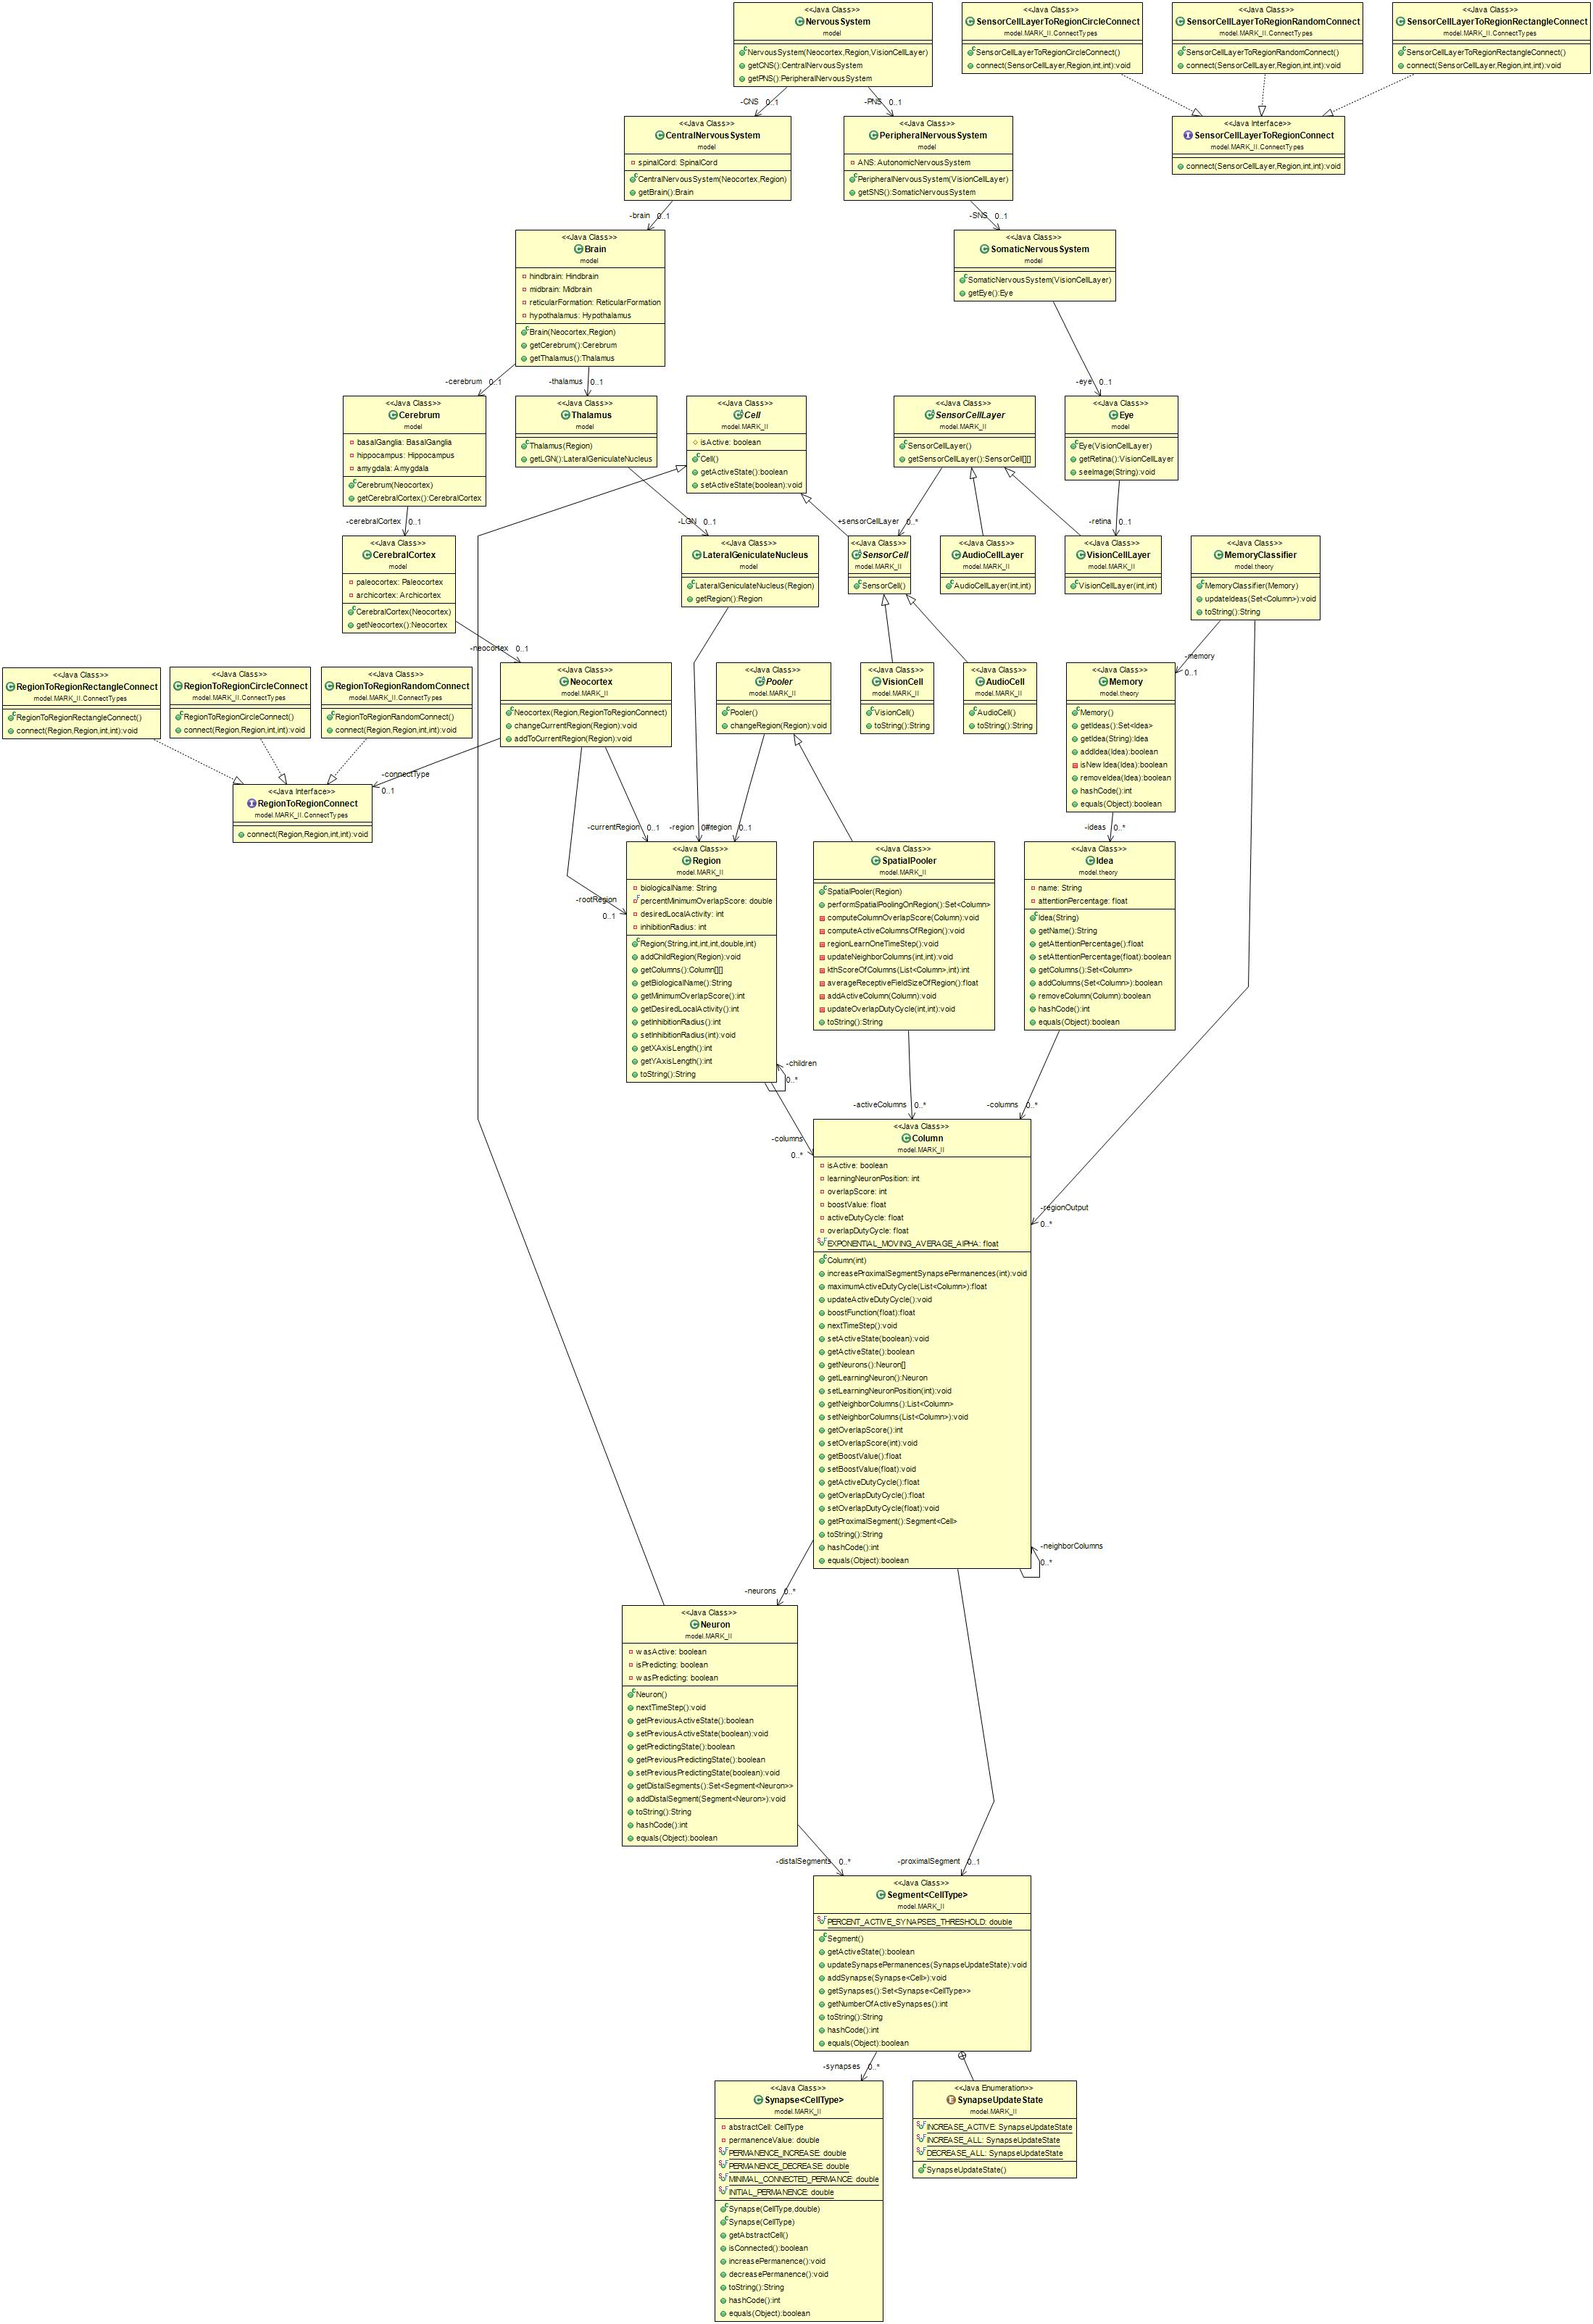 <<Java Class>>
NervousSystem
model
NervousSystem(Neocortex,Region,VisionCellLayer)
getCNS():CentralNervousSystem
getPNS():PeripheralNervousSystem
<<Java Class>>
SensorCellLayerToRegionCircleConnect
model.MARK_II.ConnectTypes
SensorCellLayerToRegionCircleConnect()
connect(SensorCellLayer,Region,int,int):void
<<Java Class>>
SensorCellLayerToRegionRandomConnect
model.MARK_II.ConnectTypes
SensorCellLayerToRegionRandomConnect()
connect(SensorCellLayer,Region,int,int):void
<<Java Class>>
SensorCellLayerToRegionRectangleConnect
model.MARK_II.ConnectTypes
SensorCellLayerToRegionRectangleConnect()
connect(SensorCellLayer,Region,int,int):void
-CNS 0..1
-PNS 0..1
<<Java Class>>
CentralNervousSystem
model
spinalCord: SpinalCord
CentralNervousSystem(Neocortex,Region)
getBrain():Brain
<<Java Class>>
PeripheralNervousSystem
model
ANS: AutonomicNervousSystem
PeripheralNervousSystem(VisionCellLayer)
getSNS():SomaticNervousSystem
<<Java Interface>>
SensorCellLayerToRegionConnect
model.MARK_II.ConnectTypes
connect(SensorCellLayer,Region,int,int):void
-brain 0..1
-SNS 0..1
<<Java Class>>
Brain
model
hindbrain: Hindbrain
midbrain: Midbrain
reticularFormation: ReticularFormation
hypothalamus: Hypothalamus
Brain(Neocortex,Region)
getCerebrum():Cerebrum
getThalamus():Thalamus
<<Java Class>>
SomaticNervousSystem
model
SomaticNervousSystem(VisionCellLayer)
getEye():Eye
-cerebrum 0..1
-thalamus 0..1
-eye 0..1
<<Java Class>>
Cerebrum
model
basalGanglia: BasalGanglia
hippocampus: Hippocampus
amygdala: Amygdala
Cerebrum(Neocortex)
getCerebralCortex():CerebralCortex
<<Java Class>>
Thalamus
model
Thalamus(Region)
getLGN():LateralGeniculateNucleus
<<Java Class>>
Cell
model.MARK_II
isActive: boolean
Cell()
getActiveState():boolean
setActiveState(boolean):void
<<Java Class>>
SensorCellLayer
model.MARK_II
SensorCellLayer()
getSensorCellLayer():SensorCell[][]
<<Java Class>>
Eye
model
Eye(VisionCellLayer)
getRetina():VisionCellLayer
seeImage(String):void
-cerebralCortex 0..1
-LGN 0..1
+sensorCellLayer 0..*
-retina 0..1
<<Java Class>>
CerebralCortex
model
paleocortex: Paleocortex
archicortex: Archicortex
CerebralCortex(Neocortex)
getNeocortex():Neocortex
<<Java Class>>
LateralGeniculateNucleus
model
LateralGeniculateNucleus(Region)
getRegion():Region
<<Java Class>>
SensorCell
model.MARK_II
SensorCell()
<<Java Class>>
AudioCellLayer
model.MARK_II
AudioCellLayer(int,int)
<<Java Class>>
VisionCellLayer
model.MARK_II
VisionCellLayer(int,int)
<<Java Class>>
MemoryClassifier
model.theory
MemoryClassifier(Memory)
updateIdeas(Set<Column>):void
toString():String
-neocortex 0..1
-memory
0..1
<<Java Class>>
RegionToRegionRectangleConnect
model.MARK_II.ConnectTypes
RegionToRegionRectangleConnect()
connect(Region,Region,int,int):void
<<Java Class>>
RegionToRegionCircleConnect
model.MARK_II.ConnectTypes
RegionToRegionCircleConnect()
connect(Region,Region,int,int):void
<<Java Class>>
RegionToRegionRandomConnect
model.MARK_II.ConnectTypes
RegionToRegionRandomConnect()
connect(Region,Region,int,int):void
<<Java Class>>
Neocortex
model.MARK_II
Neocortex(Region,RegionToRegionConnect)
changeCurrentRegion(Region):void
addToCurrentRegion(Region):void
<<Java Class>>
Pooler
model.MARK_II
Pooler()
changeRegion(Region):void
<<Java Class>>
VisionCell
model.MARK_II
VisionCell()
toString():String
<<Java Class>>
AudioCell
model.MARK_II
AudioCell()
toString():String
<<Java Class>>
Memory
model.theory
Memory()
getIdeas():Set<Idea>
getIdea(String):Idea
addIdea(Idea):boolean
isNewIdea(Idea):boolean
removeIdea(Idea):boolean
hashCode():int
equals(Object):boolean
-connectType
0..1
<<Java Interface>>
RegionToRegionConnect
model.MARK_II.ConnectTypes
connect(Region,Region,int,int):void
-currentRegion 0..1
-region
#region 0..1
-ideas 0..*
-rootRegion
0..1
<<Java Class>>
Region
model.MARK_II
biologicalName: String
percentMinimumOverlapScore: double
desiredLocalActivity: int
inhibitionRadius: int
Region(String,int,int,int,double,int)
addChildRegion(Region):void
getColumns():Column[][]
getBiologicalName():String
getMinimumOverlapScore():int
getDesiredLocalActivity():int
getInhibitionRadius():int
setInhibitionRadius(int):void
getXAxisLength():int
getYAxisLength():int
toString():String
<<Java Class>>
SpatialPooler
model.MARK_II
SpatialPooler(Region)
performSpatialPoolingOnRegion():Set<Column>
computeColumnOverlapScore(Column):void
computeActiveColumnsOfRegion():void
regionLearnOneTimeStep():void
updateNeighborColumns(int,int):void
kthScoreOfColumns(List<Column>,int):int
averageReceptiveFieldSizeOfRegion():float
addActiveColumn(Column):void
updateOverlapDutyCycle(int,int):void
toString():String
<<Java Class>>
Idea
model.theory
name: String
attentionPercentage: float
Idea(String)
getName():String
getAttentionPercentage():float
setAttentionPercentage(float):boolean
getColumns():Set<Column>
addColumns(Set<Column>):boolean
removeColumn(Column):boolean
hashCode():int
equals(Object):boolean
-children
0..*
-activeColumns 0..*
-columns 0..*
-columns
0..*
<<Java Class>>
Column
model.MARK_II
isActive: boolean
learningNeuronPosition: int
overlapScore: int
boostValue: float
activeDutyCycle: float
overlapDutyCycle: float
EXPONENTIAL_MOVING_AVERAGE_AlPHA: float
Column(int)
increaseProximalSegmentSynapsePermanences(int):void
maximumActiveDutyCycle(List<Column>):float
updateActiveDutyCycle():void
boostFunction(float):float
nextTimeStep():void
setActiveState(boolean):void
getActiveState():boolean
getNeurons():Neuron[]
getLearningNeuron():Neuron
setLearningNeuronPosition(int):void
getNeighborColumns():List<Column>
setNeighborColumns(List<Column>):void
getOverlapScore():int
setOverlapScore(int):void
getBoostValue():float
setBoostValue(float):void
getActiveDutyCycle():float
getOverlapDutyCycle():float
setOverlapDutyCycle(float):void
getProximalSegment():Segment<Cell>
toString():String
hashCode():int
equals(Object):boolean
-regionOutput
0..*
-neighborColumns
0..*
-neurons 0..*
<<Java Class>>
Neuron
model.MARK_II
wasActive: boolean
isPredicting: boolean
wasPredicting: boolean
Neuron()
nextTimeStep():void
getPreviousActiveState():boolean
setPreviousActiveState(boolean):void
getPredictingState():boolean
getPreviousPredictingState():boolean
setPreviousPredictingState(boolean):void
getDistalSegments():Set<Segment<Neuron>>
addDistalSegment(Segment<Neuron>):void
toString():String
hashCode():int
equals(Object):boolean
-distalSegments 0..*
-proximalSegment 0..1
<<Java Class>>
Segment<CellType>
model.MARK_II
PERCENT_ACTIVE_SYNAPSES_THRESHOLD: double
Segment()
getActiveState():boolean
updateSynapsePermanences(SynapseUpdateState):void
addSynapse(Synapse<Cell>):void
getSynapses():Set<Synapse<CellType>>
getNumberOfActiveSynapses():int
toString():String
hashCode():int
equals(Object):boolean
-synapses 0..*
<<Java Class>>
Synapse<CellType>
model.MARK_II
abstractCell: CellType
permanenceValue: double
PERMANENCE_INCREASE: double
PERMANENCE_DECREASE: double
MINIMAL_CONNECTED_PERMANCE: double
INITIAL_PERMANENCE: double
Synapse(CellType,double)
Synapse(CellType)
getAbstractCell()
isConnected():boolean
increasePermanence():void
decreasePermanence():void
toString():String
hashCode():int
equals(Object):boolean
<<Java Enumeration>>
SynapseUpdateState
model.MARK_II
INCREASE_ACTIVE: SynapseUpdateState
INCREASE_ALL: SynapseUpdateState
DECREASE_ALL: SynapseUpdateState
SynapseUpdateState()